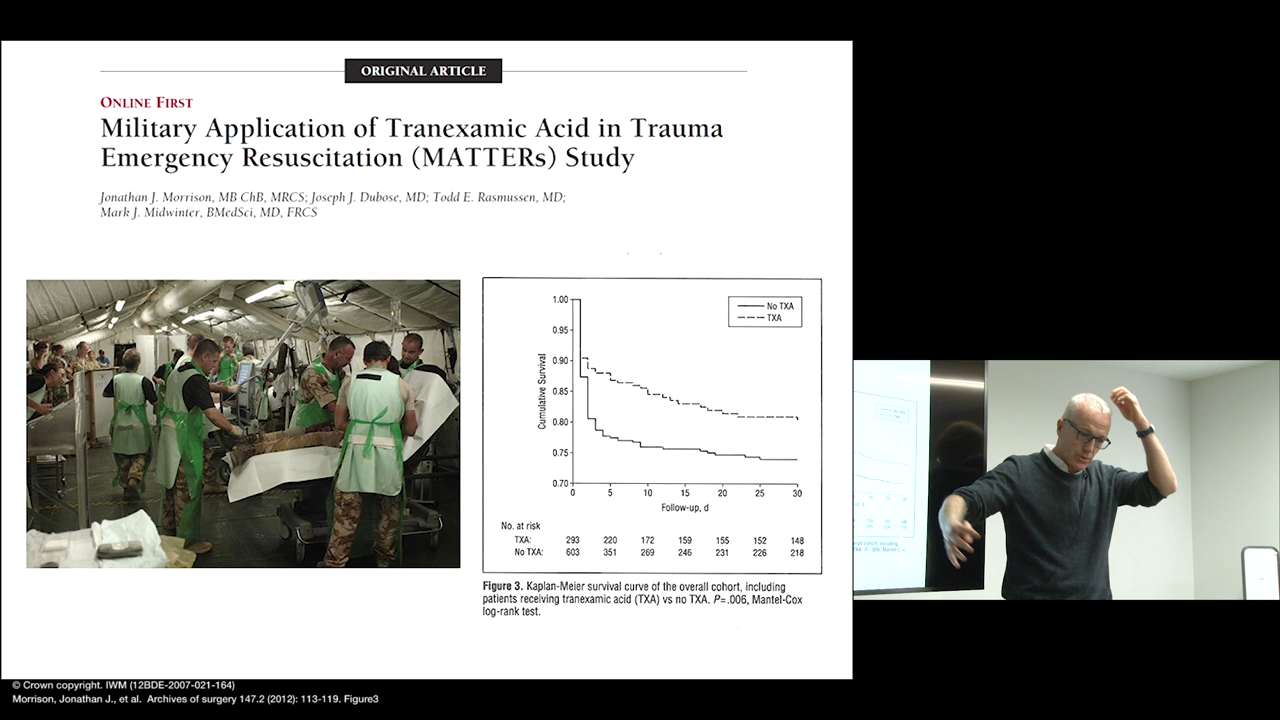 ORIGINAL ARTICLE
ONLINE FIRST
Military Application of Tranexamic Acid in Trauma
Emergency Resuscitation (MATTERs) Study
Jonathan J. Morrison, MB ChB, MRCS; Joseph J. Dubose, MD; Todd E. Rasmussen, MD;
Mark J. Midwinter, BMedSci, MD, FRCS
1.00
0.95
0.90
0.85
0.80
0.75
0.70
Cumulative Survival
No TXA
TXA
0 5 10 15 20 25 30
Follow-up, d
No. at risk
TXA: 293 220 172 159 155 152 148
No TXA: 603 351 269 246 231 226 218
Figure 3. Kaplan-Meier survival curve of the overall cohort, including
patients receiving tranexamic acid (TXA) vs no TXA. P=.006, Mantel-Cox
log-rank test.
© Crown copyright. IWM (12BDE-2007-021-164)
Morrison, Jonathan J., et al. Archives of surgery 147.2 (2012): 113-119. Figure3